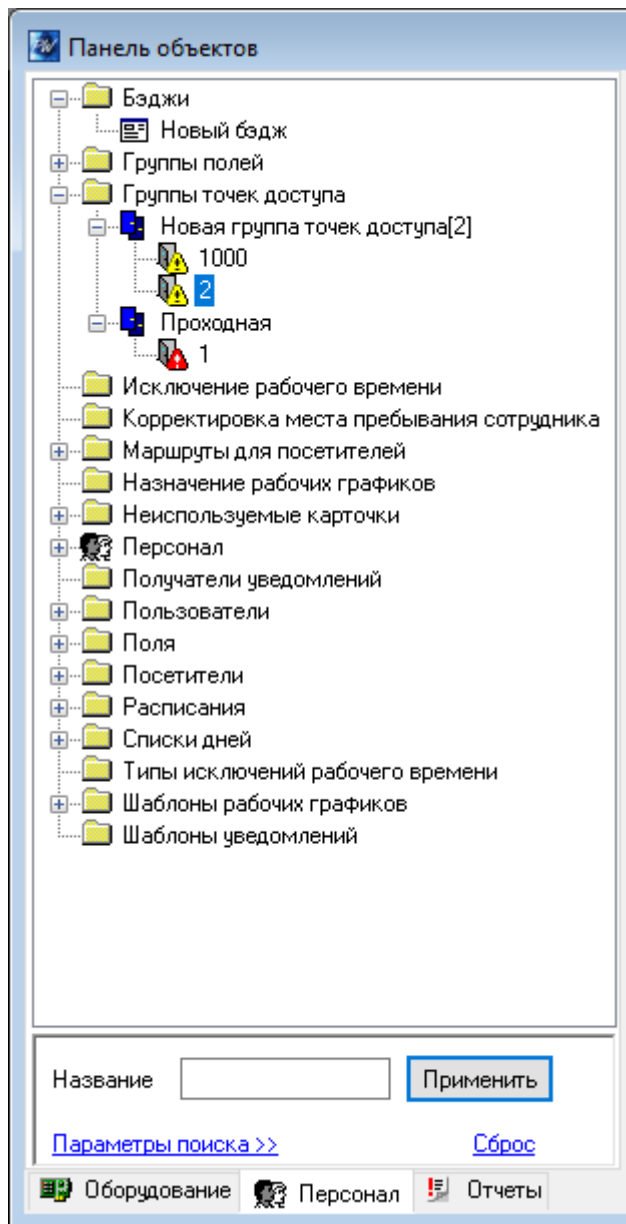 Панель объектов
Бэджи
Новый бэдж
Группы полей
Группы точек доступа
Новая группа точек доступа[2]
1000
2
Проходная
1
Исключение рабочего времени
Корректировка места пребывания сотрудника
Маршруты для посетителей
Назначение рабочих графиков
Неиспользуемые карточки
Персонал
Получатели уведомлений
Пользователи
Поля
Посетители
Расписания
Списки дней
Типы исключений рабочего времени
Шаблоны рабочих графиков
Шаблоны уведомлений
Название Применить
Параметры поиска >> Сброс
Оборудование Персонал Отчеты